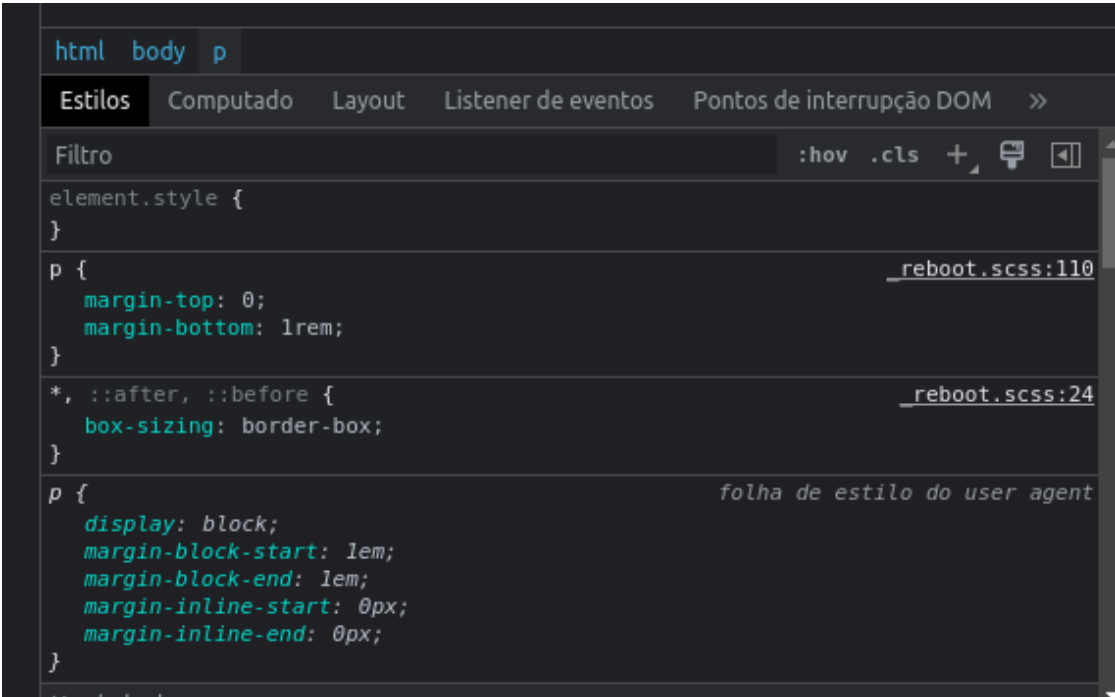 html body p
Estilos Computado Layout Listener de eventos Pontos de interrupção DOM »
Filtro :hov .cls +
element.style {
}
p { _reboot.scss:110
margin-top: 0;
margin-bottom: 1rem;
}
*, ::after, ::before { _reboot.scss:24
box-sizing: border-box;
}
p { folha de estilo do user agent
display: block;
margin-block-start: 1em;
margin-block-end: 1em;
margin-inline-start: 0px;
margin-inline-end: 0px;
}